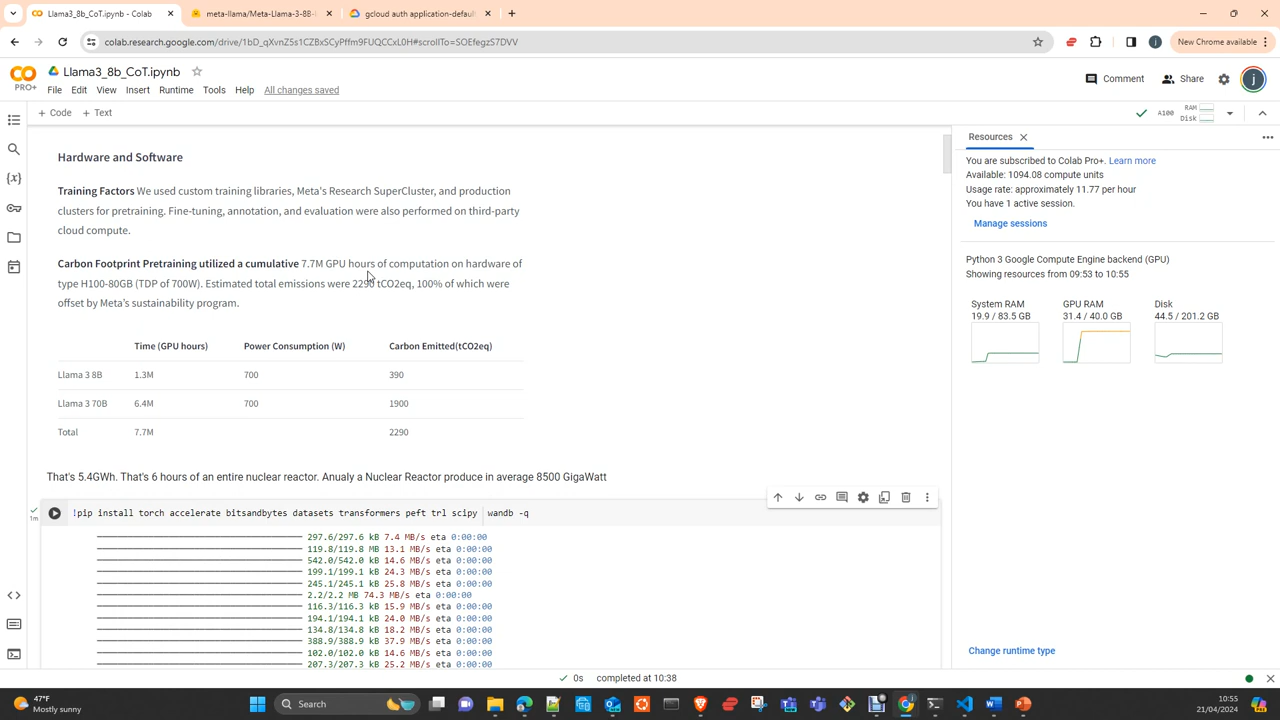 Llama3_8b_CoT.ipynb - Colab
meta-llama/Meta-Llama-3-8B-i
gcloud auth application-default
colab.research.google.com/drive/1bD_qXvnZ5s1CZBxSCyPffm9FUQCCxL0H#scrollTo=SOEfegzS7DVV
New Chrome available
PRO+
Llama3_8b_CoT.ipynb
File Edit View Insert Runtime Tools Help All changes saved
Comment
Share
j
+ Code + Text
A100
RAM
Disk
Hardware and Software
Training Factors We used custom training libraries, Meta's Research SuperCluster, and production
clusters for pretraining. Fine-tuning, annotation, and evaluation were also performed on third-party
cloud compute.
Carbon Footprint Pretraining utilized a cumulative 7.7M GPU hours of computation on hardware of
type H100-80GB (TDP of 700W). Estimated total emissions were 2290 tCO2eq, 100% of which were
offset by Meta's sustainability program.
Time (GPU hours) Power Consumption (W) Carbon Emitted(tCO2eq)
Llama 3 8B 1.3M 700 390
Llama 3 70B 6.4M 700 1900
Total 7.7M 2290
That's 5.4GWh. That's 6 hours of an entire nuclear reactor. Anualy a Nuclear Reactor produce in average 8500 GigaWatt
1m
!pip install torch accelerate bitsandbytes datasets transformers peft trl scipy wandb -q
297.6/297.6 kB 7.4 MB/s eta 0:00:00
119.8/119.8 MB 13.1 MB/s eta 0:00:00
542.0/542.0 kB 14.6 MB/s eta 0:00:00
199.1/199.1 kB 24.3 MB/s eta 0:00:00
245.1/245.1 kB 25.8 MB/s eta 0:00:00
2.2/2.2 MB 74.3 MB/s eta 0:00:00
116.3/116.3 kB 15.9 MB/s eta 0:00:00
194.1/194.1 kB 24.0 MB/s eta 0:00:00
134.8/134.8 kB 18.2 MB/s eta 0:00:00
388.9/388.9 kB 37.9 MB/s eta 0:00:00
102.0/102.0 kB 14.6 MB/s eta 0:00:00
207.3/207.3 kB 25.2 MB/s eta 0:00:00
Resources
You are subscribed to Colab Pro+. Learn more
Available: 1094.08 compute units
Usage rate: approximately 11.77 per hour
You have 1 active session.
Manage sessions
Python 3 Google Compute Engine backend (GPU)
Showing resources from 09:53 to 10:55
System RAM
19.9 / 83.5 GB
GPU RAM
31.4 / 40.0 GB
Disk
44.5 / 201.2 GB
Change runtime type
0s completed at 10:38
47°F
Mostly sunny
Search
10:55
21/04/2024